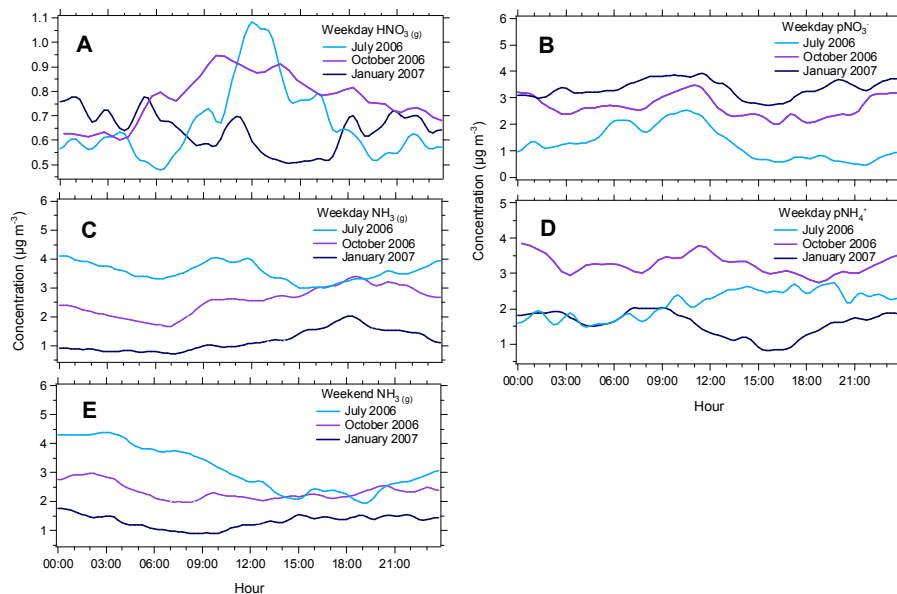 A
Weekday HNO₃ (g)
July 2006
October 2006
January 2007
1.1
1.0
0.9
0.8
0.7
0.6
0.5
B
Weekday pNO₃⁻
July 2006
October 2006
January 2007
6
5
4
3
2
1
0
C
Weekday NH₃ (g)
July 2006
October 2006
January 2007
6
5
4
3
2
1
D
Weekday pNH₄⁺
July 2006
October 2006
January 2007
5
4
3
2
1
00:00 03:00 06:00 09:00 12:00 15:00 18:00 21:00
Hour
E
Weekend NH₃ (g)
July 2006
October 2006
January 2007
6
5
4
3
2
1
00:00 03:00 06:00 09:00 12:00 15:00 18:00 21:00
Hour
Concentration (µg m⁻³)
Concentration (µg m⁻³)